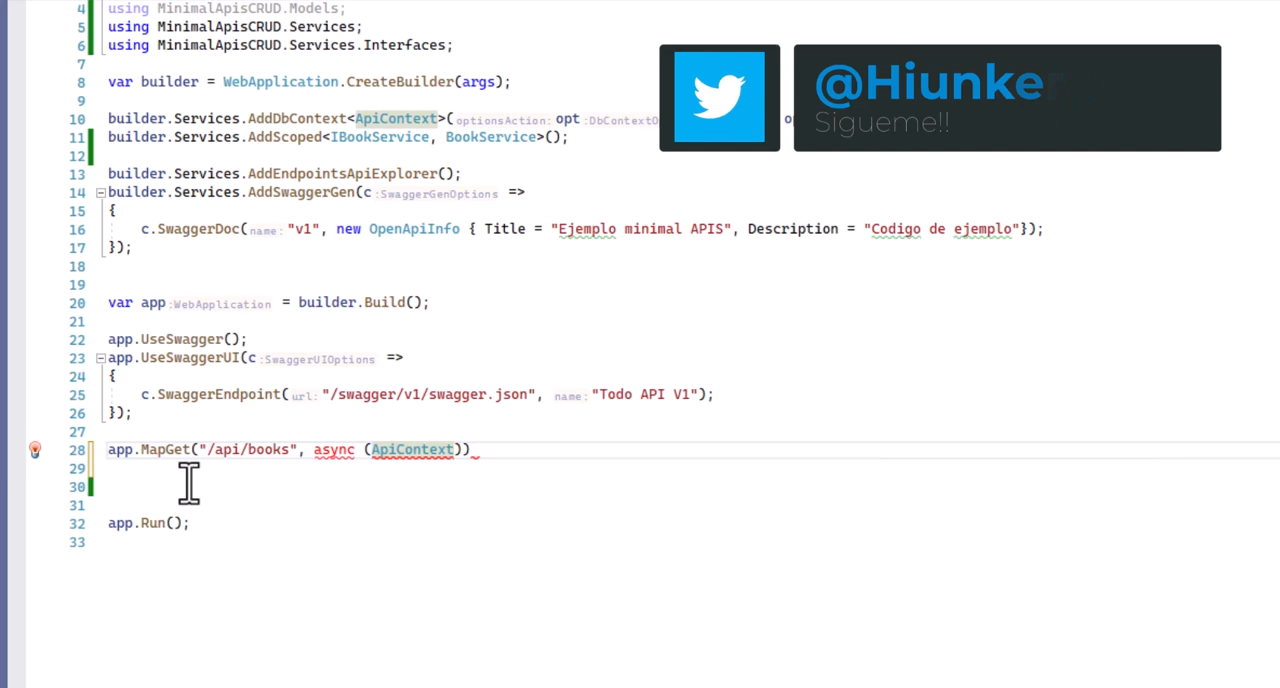 4 using MinimalApisCRUD.Models;
5 using MinimalApisCRUD.Services;
6 using MinimalApisCRUD.Services.Interfaces;
7
8 var builder = WebApplication.CreateBuilder(args);
9
10 builder.Services.AddDbContext<ApiContext>(optionsAction: opt
11 builder.Services.AddScoped<IBookService, BookService>();
12
13 builder.Services.AddEndpointsApiExplorer();
14 builder.Services.AddSwaggerGen(c :SwaggerGenOptions =>
15 {
16 c.SwaggerDoc(name: "v1", new OpenApiInfo { Title = "Ejemplo minimal APIS", Description = "Codigo de ejemplo"});
17 });
18
19
20 var app :WebApplication = builder.Build();
21
22 app.UseSwagger();
23 app.UseSwaggerUI(c :SwaggerUIOptions =>
24 {
25 c.SwaggerEndpoint(url: "/swagger/v1/swagger.json", name: "Todo API V1");
26 });
27
28 app.MapGet("/api/books", async (ApiContext))
29
30
31
32 app.Run();
33
@Hiunker
Sigueme!!